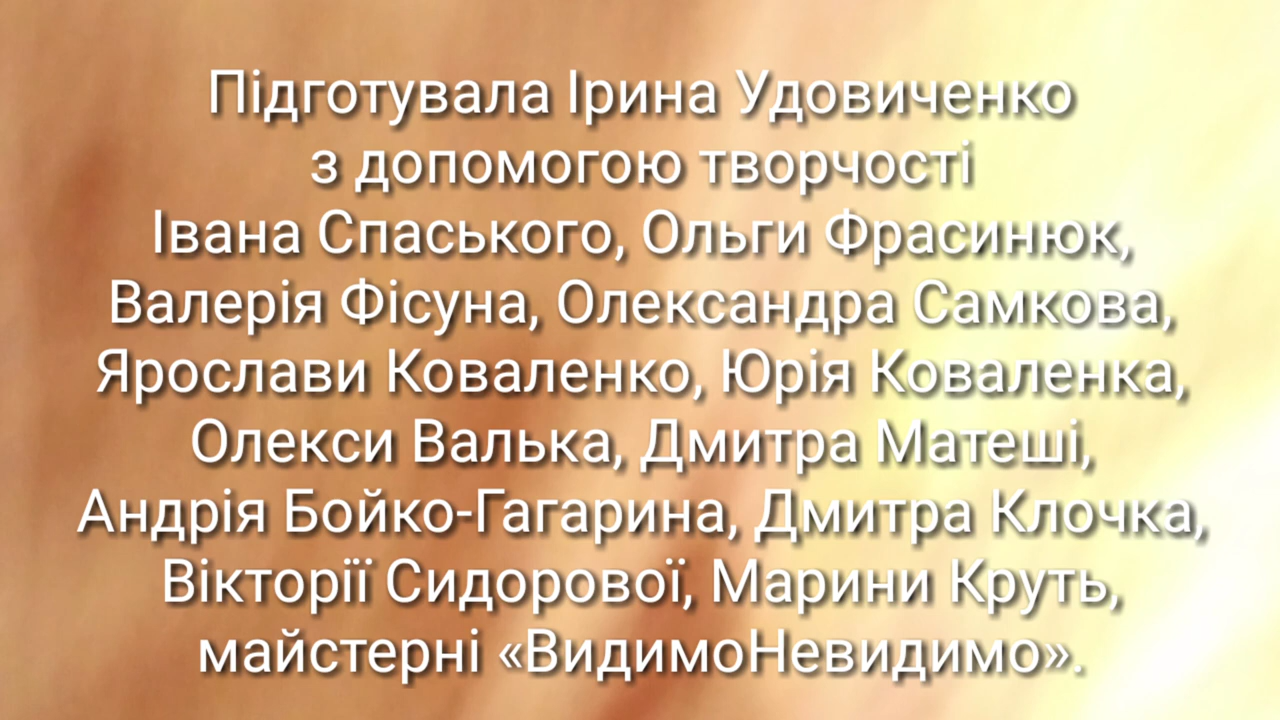 Підготувала Ірина Удовиченко
з допомогою творчості
Івана Спаського, Ольги Фрасинюк,
Валерія Фісуна, Олександра Самкова,
Ярослави Коваленко, Юрія Коваленка,
Олекси Валька, Дмитра Матеші,
Андрія Бойко-Гагарина, Дмитра Клочка,
Вікторії Сидорової, Марини Круть,
майстерні «ВидимоНевидимо».